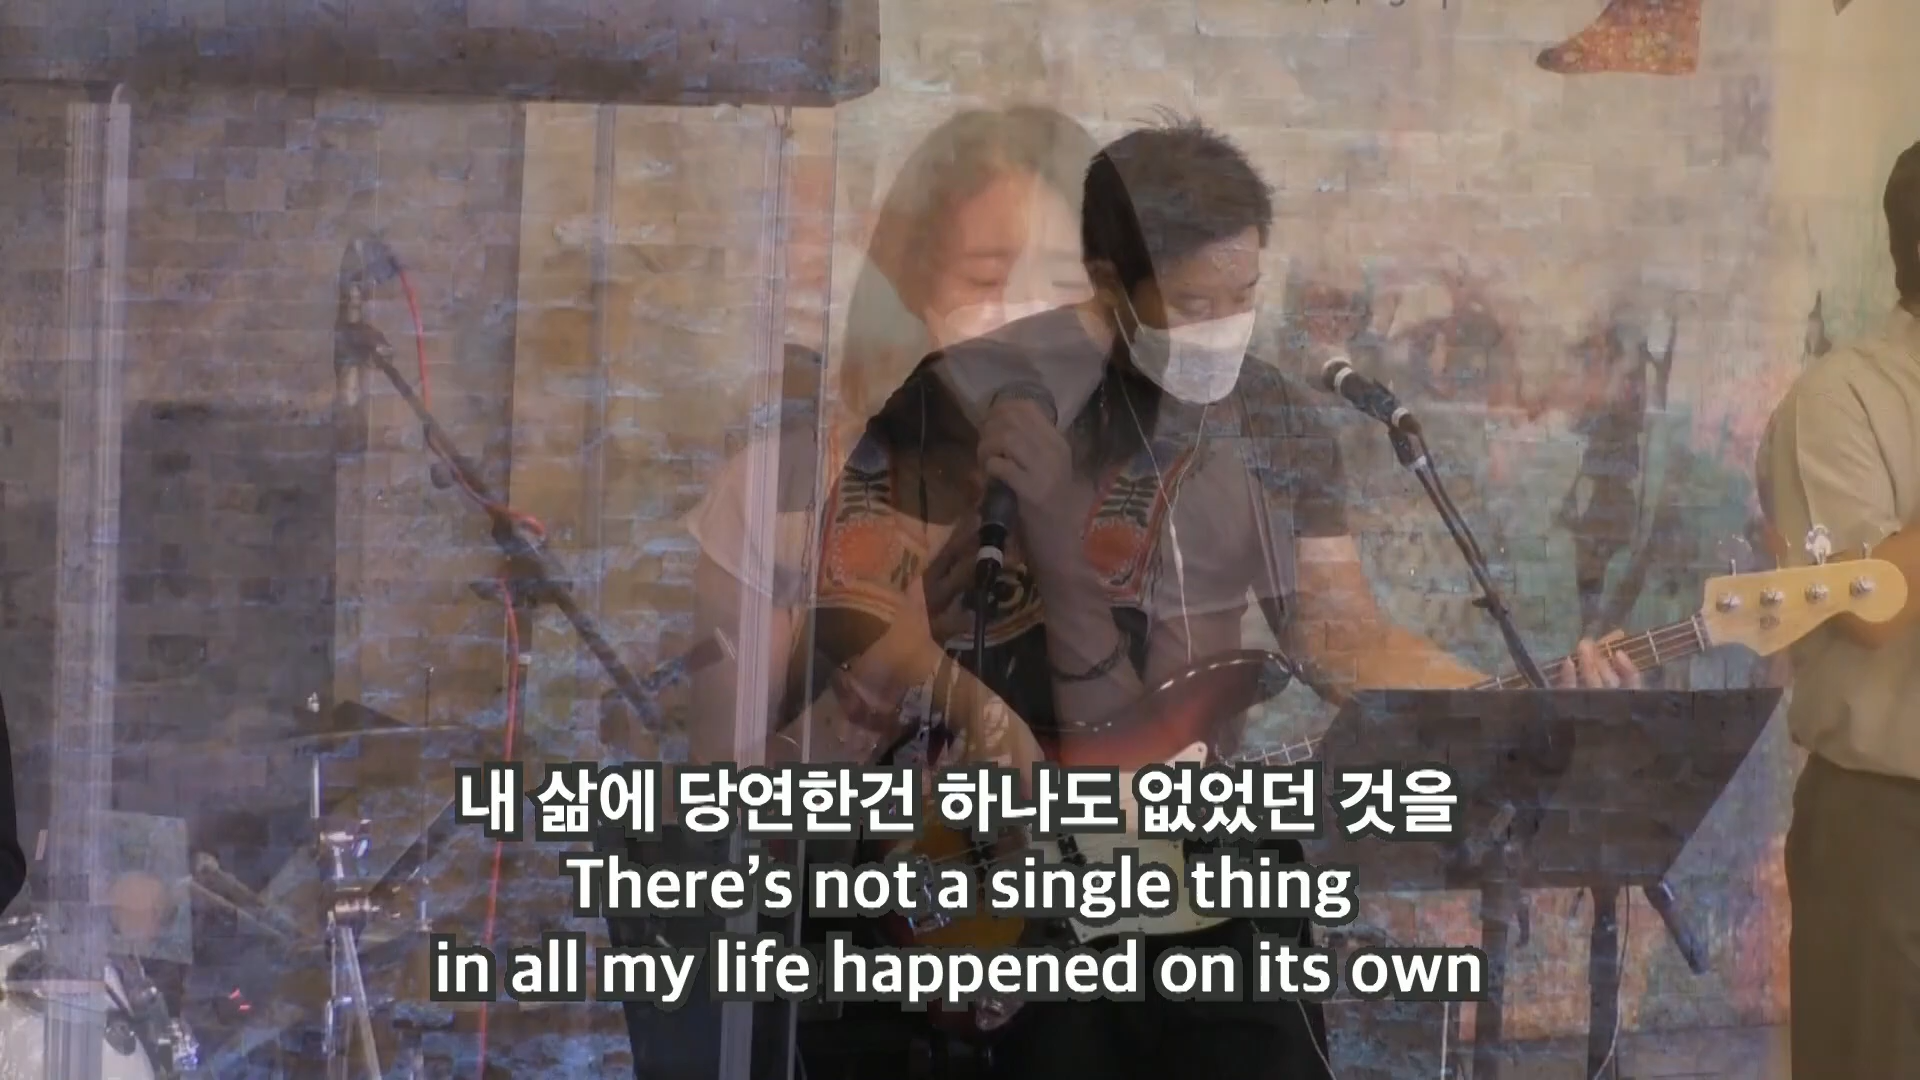 내 삶에 당연한건 하나도 없었던 것을
There’s not a single thing
in all my life happened on its own